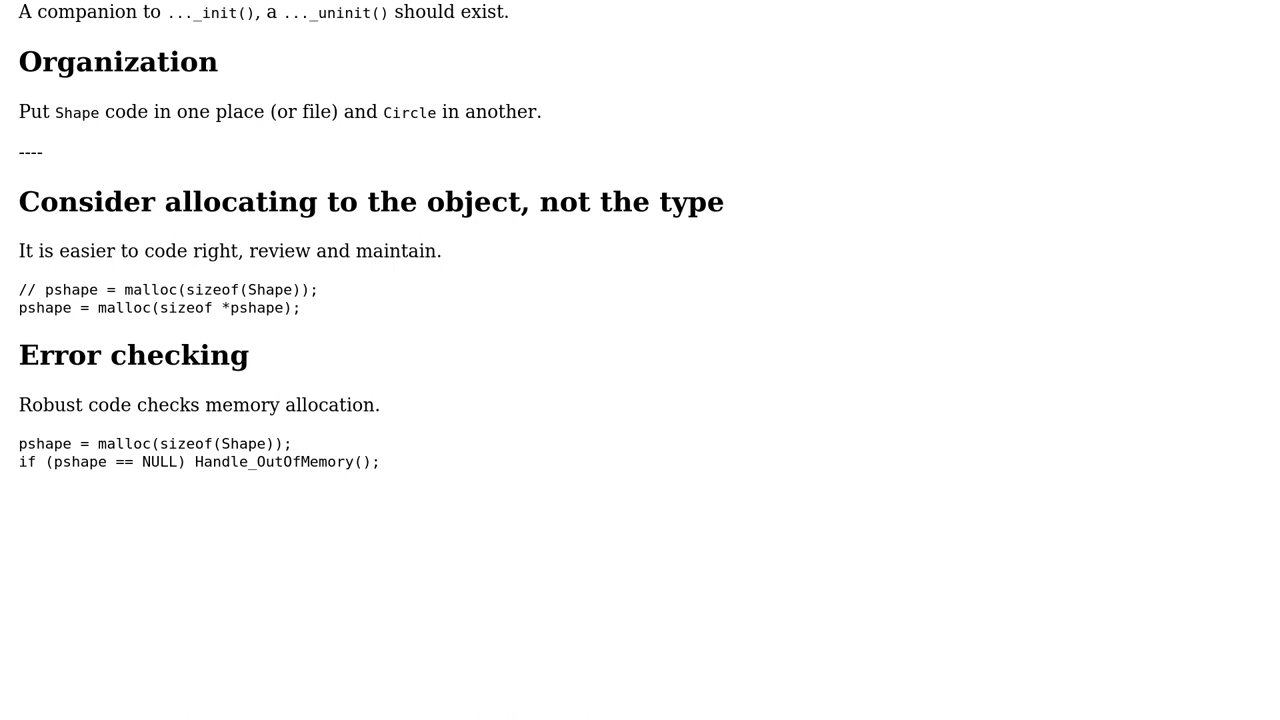 A companion to ..._init(), a ..._uninit() should exist.
Organization
Put Shape code in one place (or file) and Circle in another.
----
Consider allocating to the object, not the type
It is easier to code right, review and maintain.
// pshape = malloc(sizeof(Shape));
pshape = malloc(sizeof *pshape);
Error checking
Robust code checks memory allocation.
pshape = malloc(sizeof(Shape));
if (pshape == NULL) Handle_OutOfMemory();